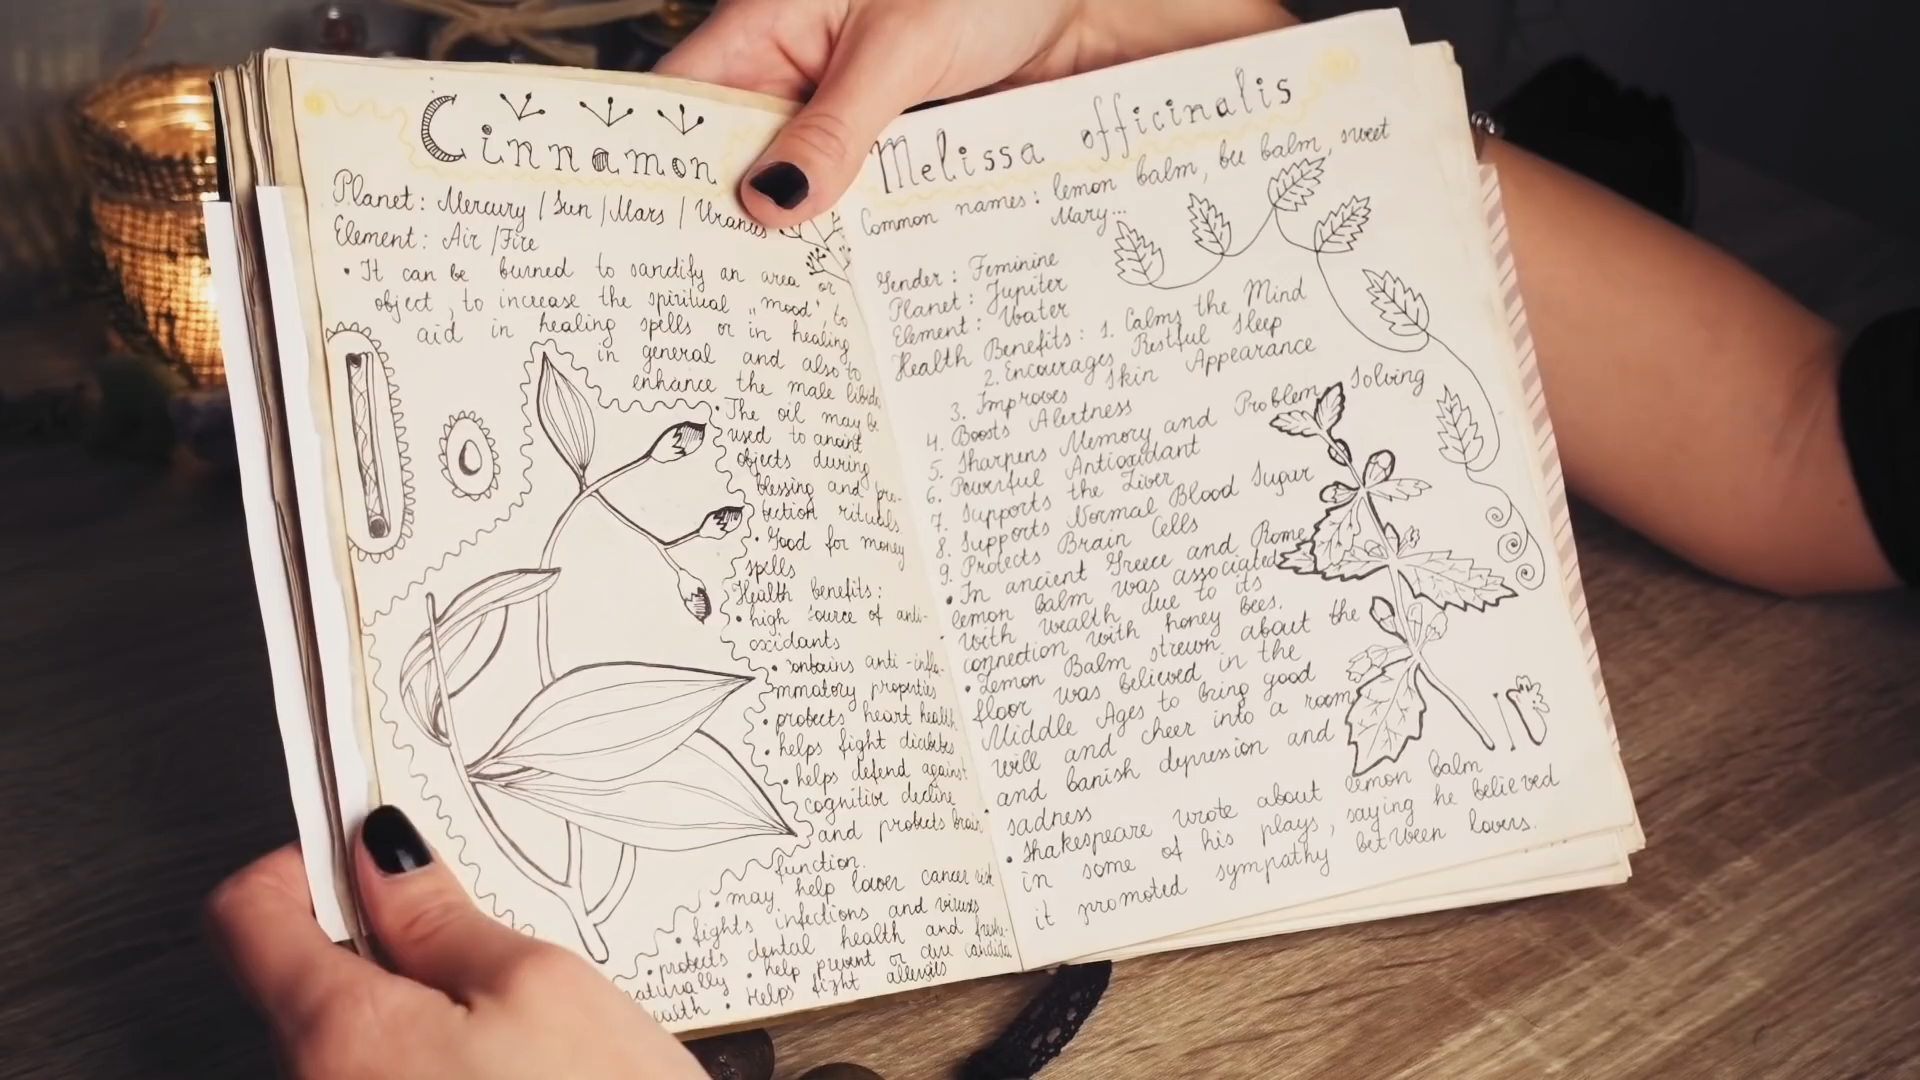 Cinnamon
Planet: Mercury / Sun / Mars / Uranus
Element: Air / Fire
• It can be burned to sanctify an area or
object, to increase the spiritual „mood", to
aid in healing spells or in healing
in general and also to
enhance the male libido
• The oil may be
used to anoint
objects during
blessing and pro-
tection rituals.
• Good for money
spells
Health benefits:
• high source of anti-
oxidants
• contains anti-infla-
mmatory properties
• protects heart health
• helps fight diabetes
• helps defend against
cognitive decline
and protects brain
function.
• may help lower cancer risk
• fights infections and viruses
• protects dental health and freshe-
naturally • help prevent or cure candida
health • Helps fight allergies
Melissa officinalis
Common names: lemon balm, bee balm, sweet
Mary...
Gender: Feminine
Planet: Jupiter
Element: Water
Health Benefits: 1. Calms the Mind
2. Encourages Restful Sleep
3. Improves Skin Appearance
4. Boosts Alertness
5. Sharpens Memory and Problem Solving
6. Powerful Antioxidant
7. Supports the Liver
8. Supports Normal Blood Sugar
9. Protects Brain Cells
• In ancient Greece and Rome
lemon balm was associated
with wealth due to its
connection with honey bees.
• Lemon Balm strewn about the
floor was believed in the
Middle Ages to bring good
will and cheer into a room
and banish depression and
sadness
• Shakespeare wrote about lemon balm
in some of his plays, saying he believed
it promoted sympathy between lovers.